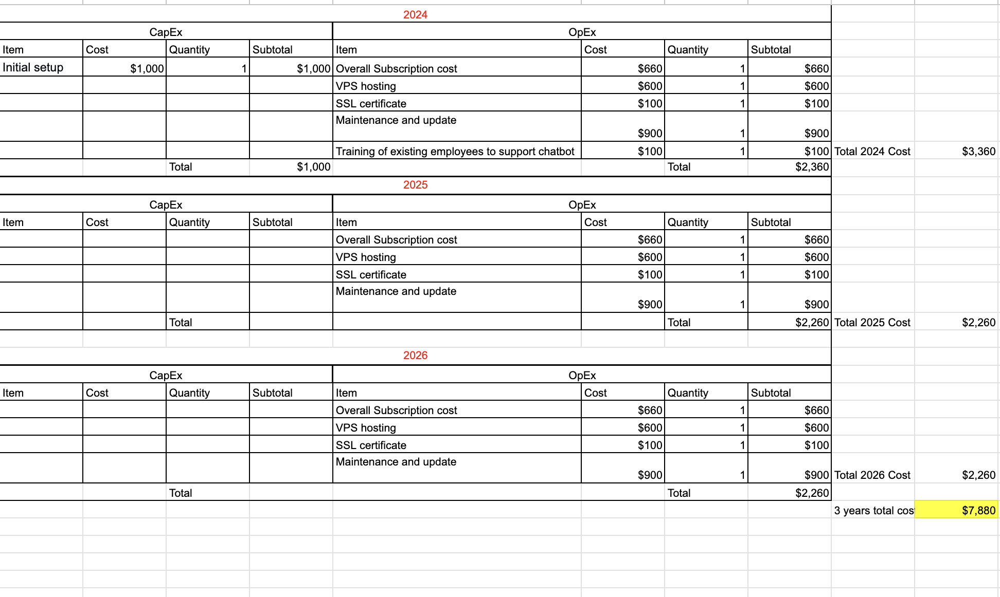 2024
CapEx OpEx
Item Cost Quantity Subtotal Item Cost Quantity Subtotal
Initial setup $1,000 1 $1,000 Overall Subscription cost $660 1 $660
VPS hosting $600 1 $600
SSL certificate $100 1 $100
Maintenance and update $900 1 $900
Training of existing employees to support chatbot $100 1 $100 Total 2024 Cost $3,360
Total $1,000 Total $2,360
2025
CapEx OpEx
Item Cost Quantity Subtotal Item Cost Quantity Subtotal
Overall Subscription cost $660 1 $660
VPS hosting $600 1 $600
SSL certificate $100 1 $100
Maintenance and update $900 1 $900
Total Total $2,260 Total 2025 Cost $2,260
2026
CapEx OpEx
Item Cost Quantity Subtotal Item Cost Quantity Subtotal
Overall Subscription cost $660 1 $660
VPS hosting $600 1 $600
SSL certificate $100 1 $100
Maintenance and update $900 1 $900 Total 2026 Cost $2,260
Total Total $2,260
3 years total cos $7,880